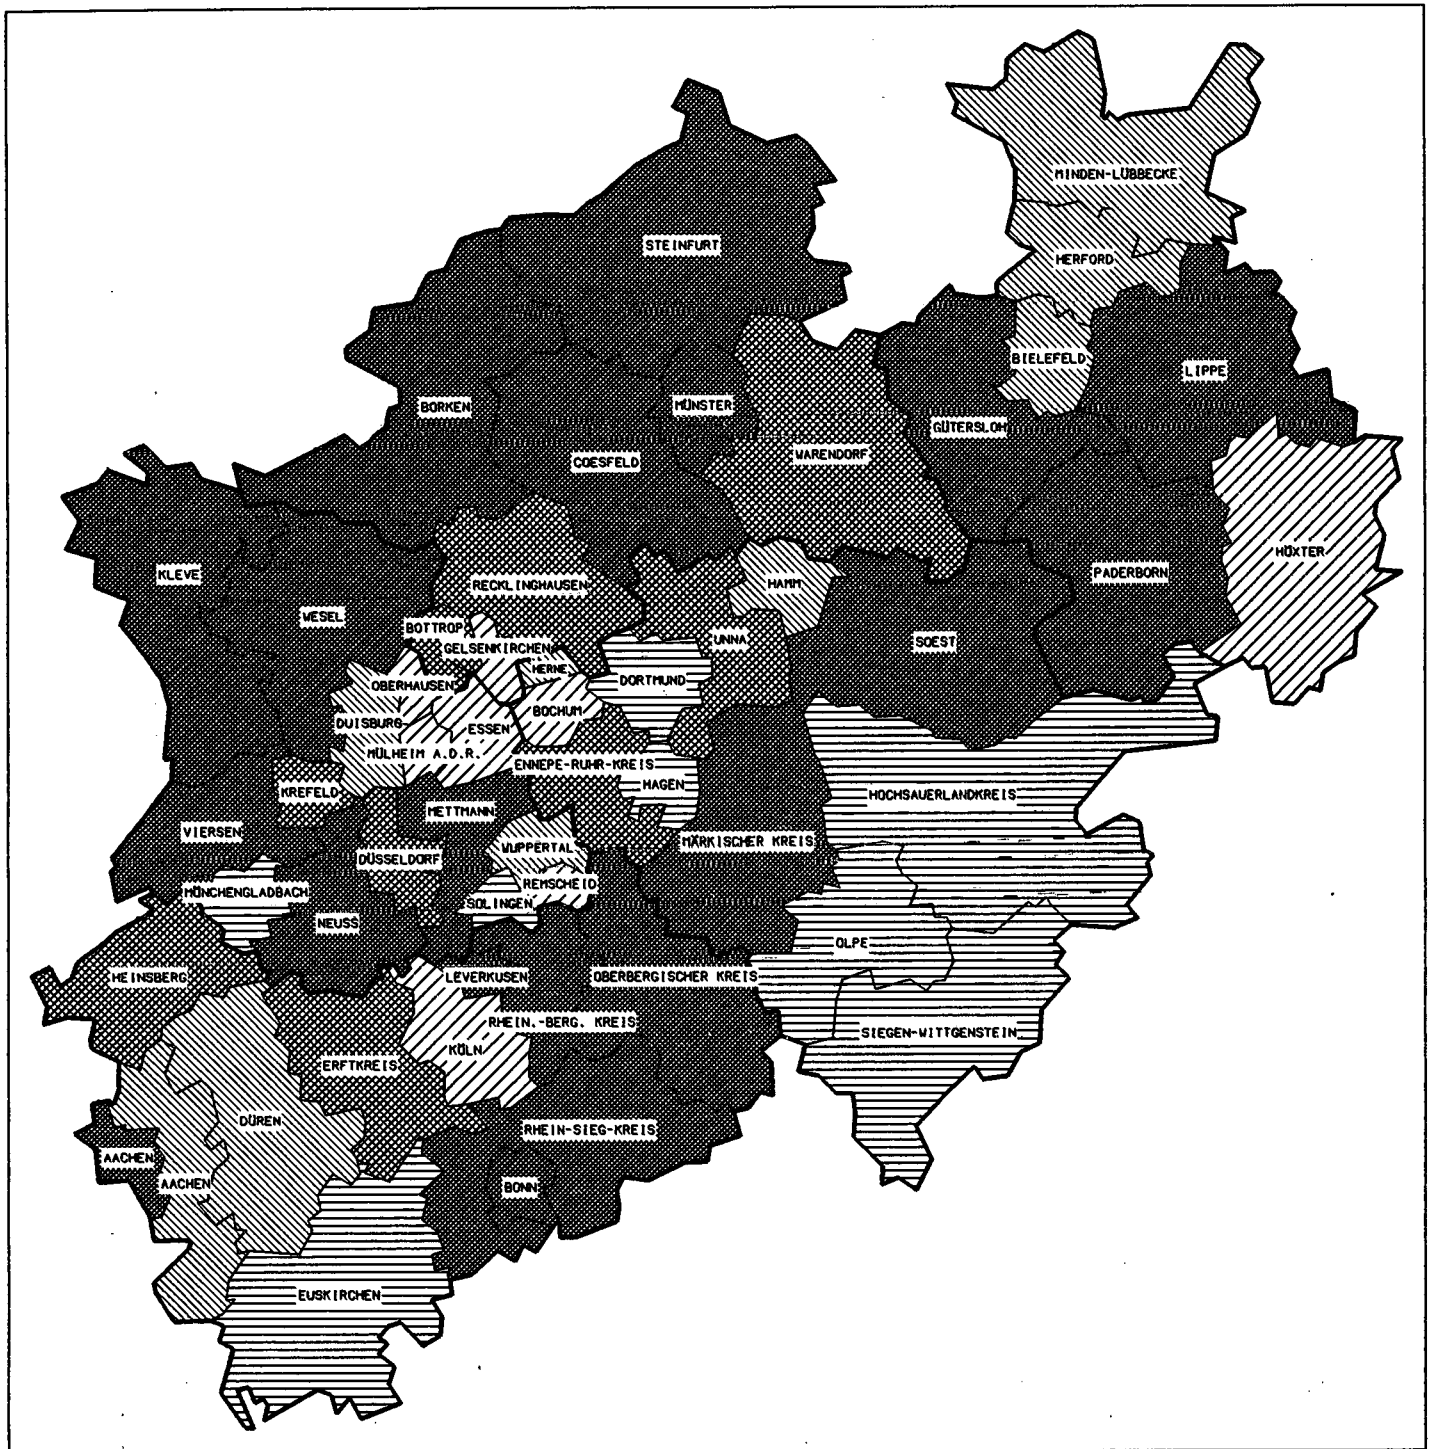 MINDEN-LÜBBECKE
STEINFURT
HERFORD
BIELEFELD
LIPPE
BORKEN
MÜNSTER
GÜTERSLOH
COESFELD
WARENDORF
HÖXTER
KLEVE
PADERBORN
RECKLINGHAUSEN
HAMM
WESEL
BOTTROP
UNNA
SOEST
GELSENKIRCHEN
HERNE
DORTMUND
OBERHAUSEN
BOCHUM
DUISBURG
ESSEN
MÜLHEIM A.D.R.
ENNEPE-RUHR-KREIS
HAGEN
KREFELD
HOCHSAUERLANDKREIS
METTMANN
VIERSEN
MÄRKISCHER KREIS
WUPPERTAL
DÜSSELDORF
REMSCHEID
MÖNCHENGLADBACH
SOLINGEN
NEUSS
OLPE
HEINSBERG
LEVERKUSEN
OBERBERGISCHER KREIS
RHEIN.-BERG. KREIS
SIEGEN-WITTGENSTEIN
KÖLN
ERFTKREIS
DÜREN
RHEIN-SIEG-KREIS
AACHEN
AACHEN
BONN
EUSKIRCHEN